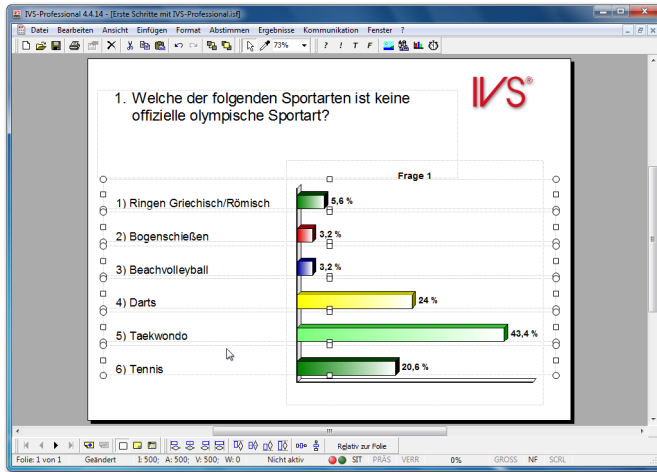 IVS-Professional 4.4.14 - [Erste Schritte mit IVS-Professional.isf]
Datei Bearbeiten Ansicht Einfügen Format Abstimmen Ergebnisse Kommunikation Fenster ?
73% ? ! T F
IVS®
1. Welche der folgenden Sportarten ist keine
offizielle olympische Sportart?
Frage 1
1) Ringen Griechisch/Römisch 5,6 %
2) Bogenschießen 3,2 %
3) Beachvolleyball 3,2 %
4) Darts 24 %
5) Taekwondo 43,4 %
6) Tennis 20,6 %
Relativ zur Folie
Folie: 1 von 1 Geändert I: 500; A: 500; V: 500; W: 0 Nicht aktiv SIT PRÄS VERR 0% GROSS NF SCRL